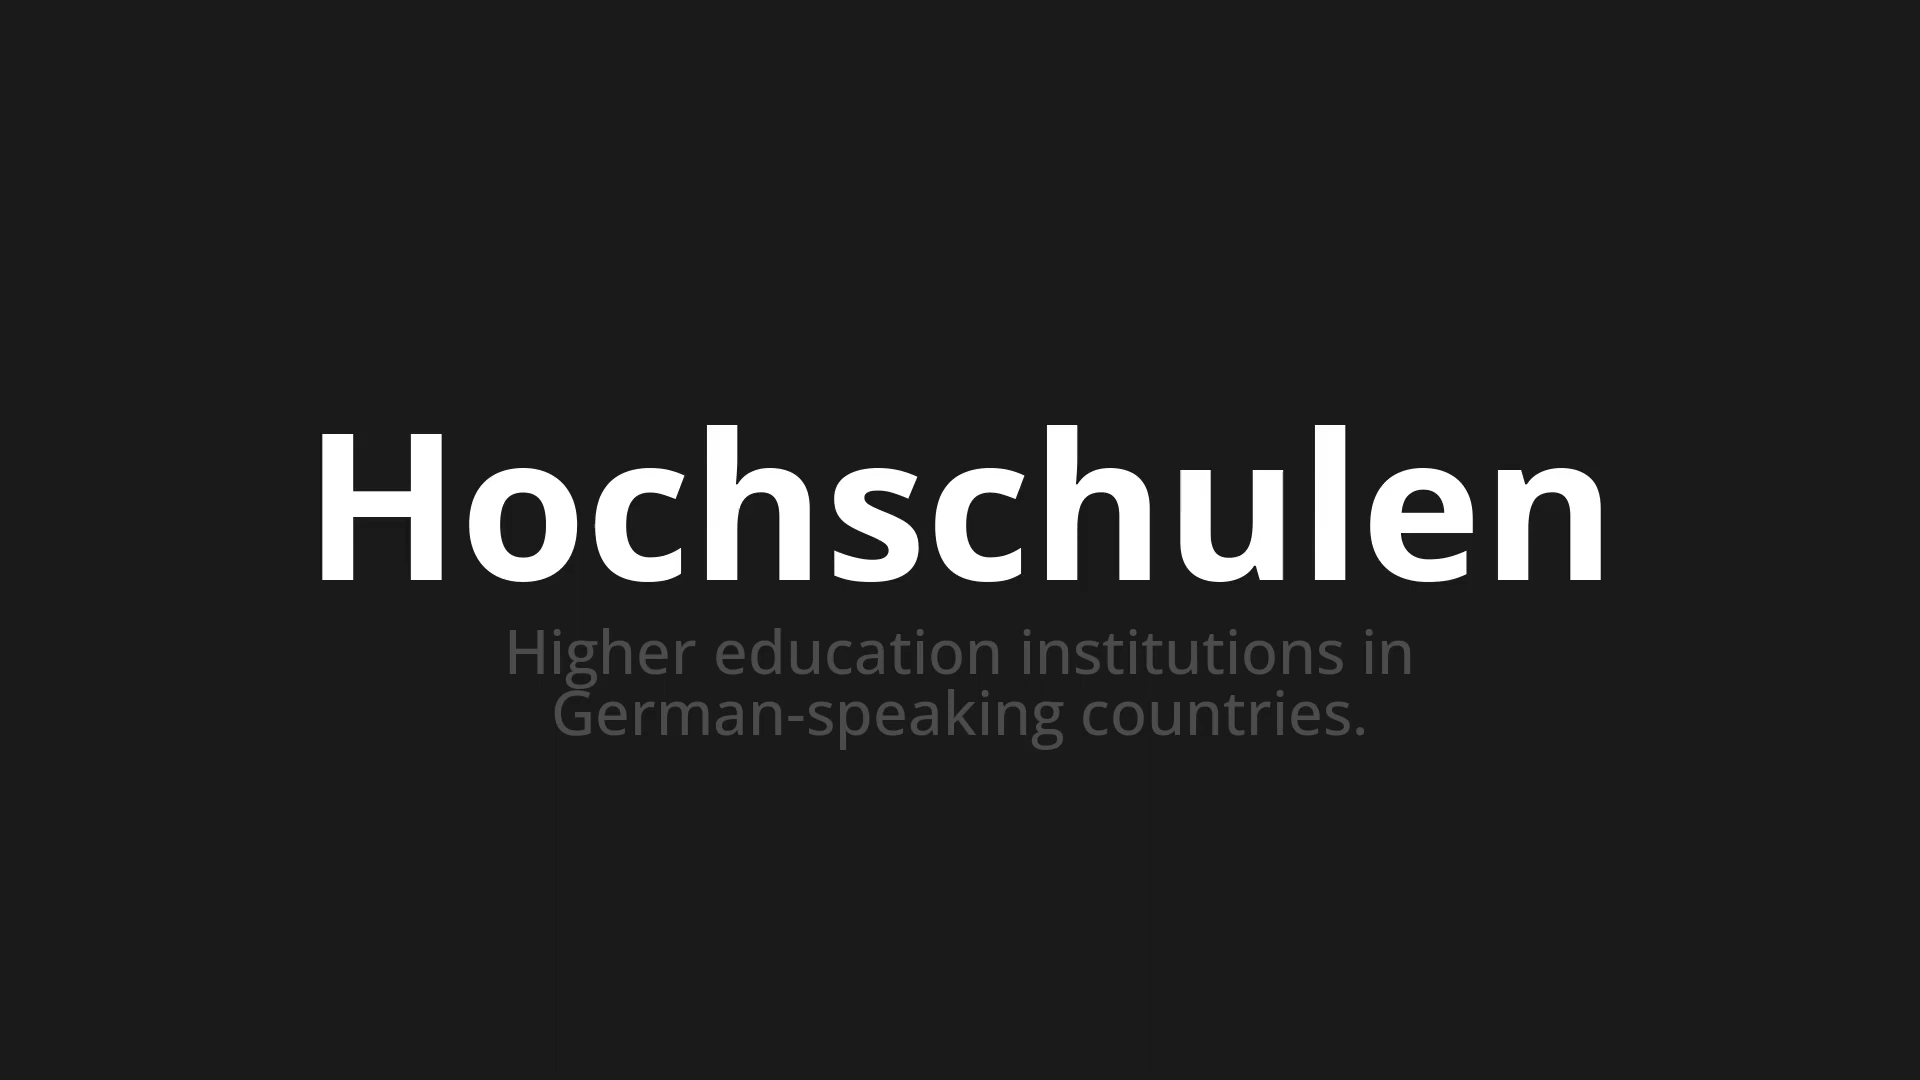 Hochschulen
Higher education institutions in
German-speaking countries.